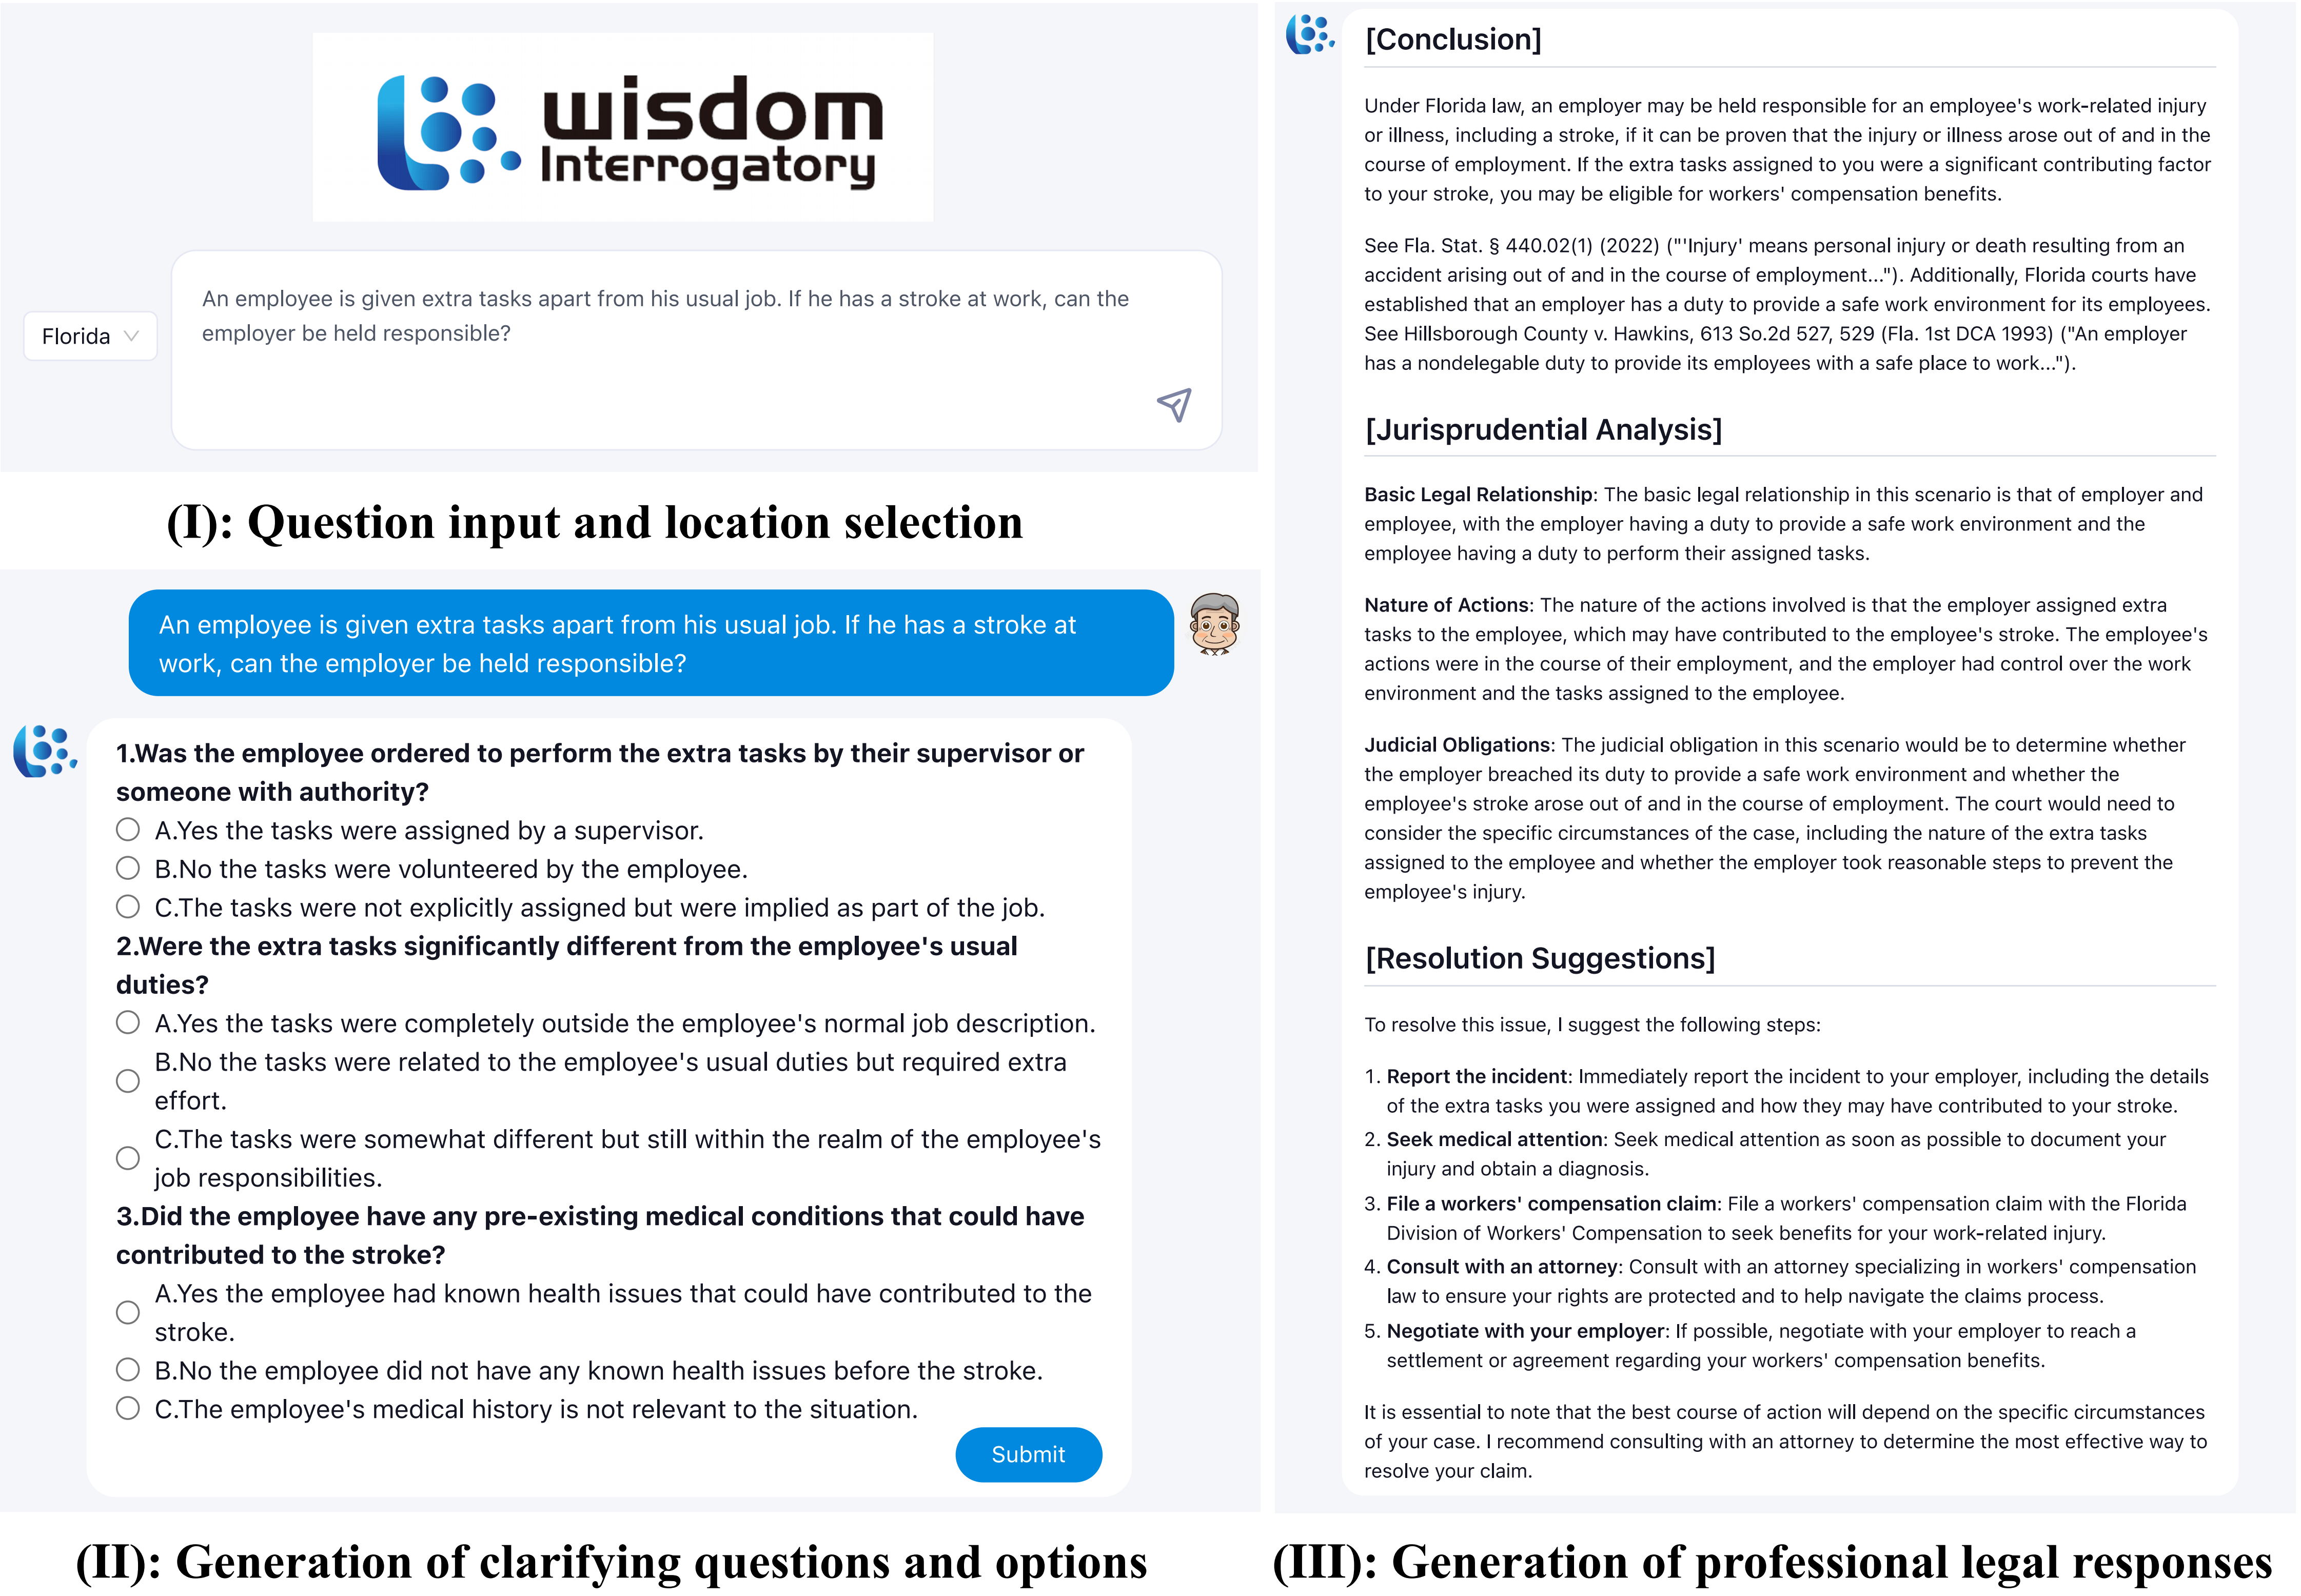 wisdom
Interrogatory
Florida
An employee is given extra tasks apart from his usual job. If he has a stroke at work, can the
employer be held responsible?
(I): Question input and location selection
An employee is given extra tasks apart from his usual job. If he has a stroke at
work, can the employer be held responsible?
1.Was the employee ordered to perform the extra tasks by their supervisor or
someone with authority?
A.Yes the tasks were assigned by a supervisor.
B.No the tasks were volunteered by the employee.
C.The tasks were not explicitly assigned but were implied as part of the job.
2.Were the extra tasks significantly different from the employee's usual
duties?
A.Yes the tasks were completely outside the employee's normal job description.
B.No the tasks were related to the employee's usual duties but required extra
effort.
C.The tasks were somewhat different but still within the realm of the employee's
job responsibilities.
3.Did the employee have any pre-existing medical conditions that could have
contributed to the stroke?
A.Yes the employee had known health issues that could have contributed to the
stroke.
B.No the employee did not have any known health issues before the stroke.
C.The employee's medical history is not relevant to the situation.
Submit
(II): Generation of clarifying questions and options
[Conclusion]
Under Florida law, an employer may be held responsible for an employee's work-related injury
or illness, including a stroke, if it can be proven that the injury or illness arose out of and in the
course of employment. If the extra tasks assigned to you were a significant contributing factor
to your stroke, you may be eligible for workers' compensation benefits.
See Fla. Stat. § 440.02(1) (2022) ("'Injury' means personal injury or death resulting from an
accident arising out of and in the course of employment..."). Additionally, Florida courts have
established that an employer has a duty to provide a safe work environment for its employees.
See Hillsborough County v. Hawkins, 613 So.2d 527, 529 (Fla. 1st DCA 1993) ("An employer
has a nondelegable duty to provide its employees with a safe place to work...").
[Jurisprudential Analysis]
Basic Legal Relationship: The basic legal relationship in this scenario is that of employer and
employee, with the employer having a duty to provide a safe work environment and the
employee having a duty to perform their assigned tasks.
Nature of Actions: The nature of the actions involved is that the employer assigned extra
tasks to the employee, which may have contributed to the employee's stroke. The employee's
actions were in the course of their employment, and the employer had control over the work
environment and the tasks assigned to the employee.
Judicial Obligations: The judicial obligation in this scenario would be to determine whether
the employer breached its duty to provide a safe work environment and whether the
employee's stroke arose out of and in the course of employment. The court would need to
consider the specific circumstances of the case, including the nature of the extra tasks
assigned to the employee and whether the employer took reasonable steps to prevent the
employee's injury.
[Resolution Suggestions]
To resolve this issue, I suggest the following steps:
1. Report the incident: Immediately report the incident to your employer, including the details
of the extra tasks you were assigned and how they may have contributed to your stroke.
2. Seek medical attention: Seek medical attention as soon as possible to document your
injury and obtain a diagnosis.
3. File a workers' compensation claim: File a workers' compensation claim with the Florida
Division of Workers' Compensation to seek benefits for your work-related injury.
4. Consult with an attorney: Consult with an attorney specializing in workers' compensation
law to ensure your rights are protected and to help navigate the claims process.
5. Negotiate with your employer: If possible, negotiate with your employer to reach a
settlement or agreement regarding your workers' compensation benefits.
It is essential to note that the best course of action will depend on the specific circumstances
of your case. I recommend consulting with an attorney to determine the most effective way to
resolve your claim.
(III): Generation of professional legal responses